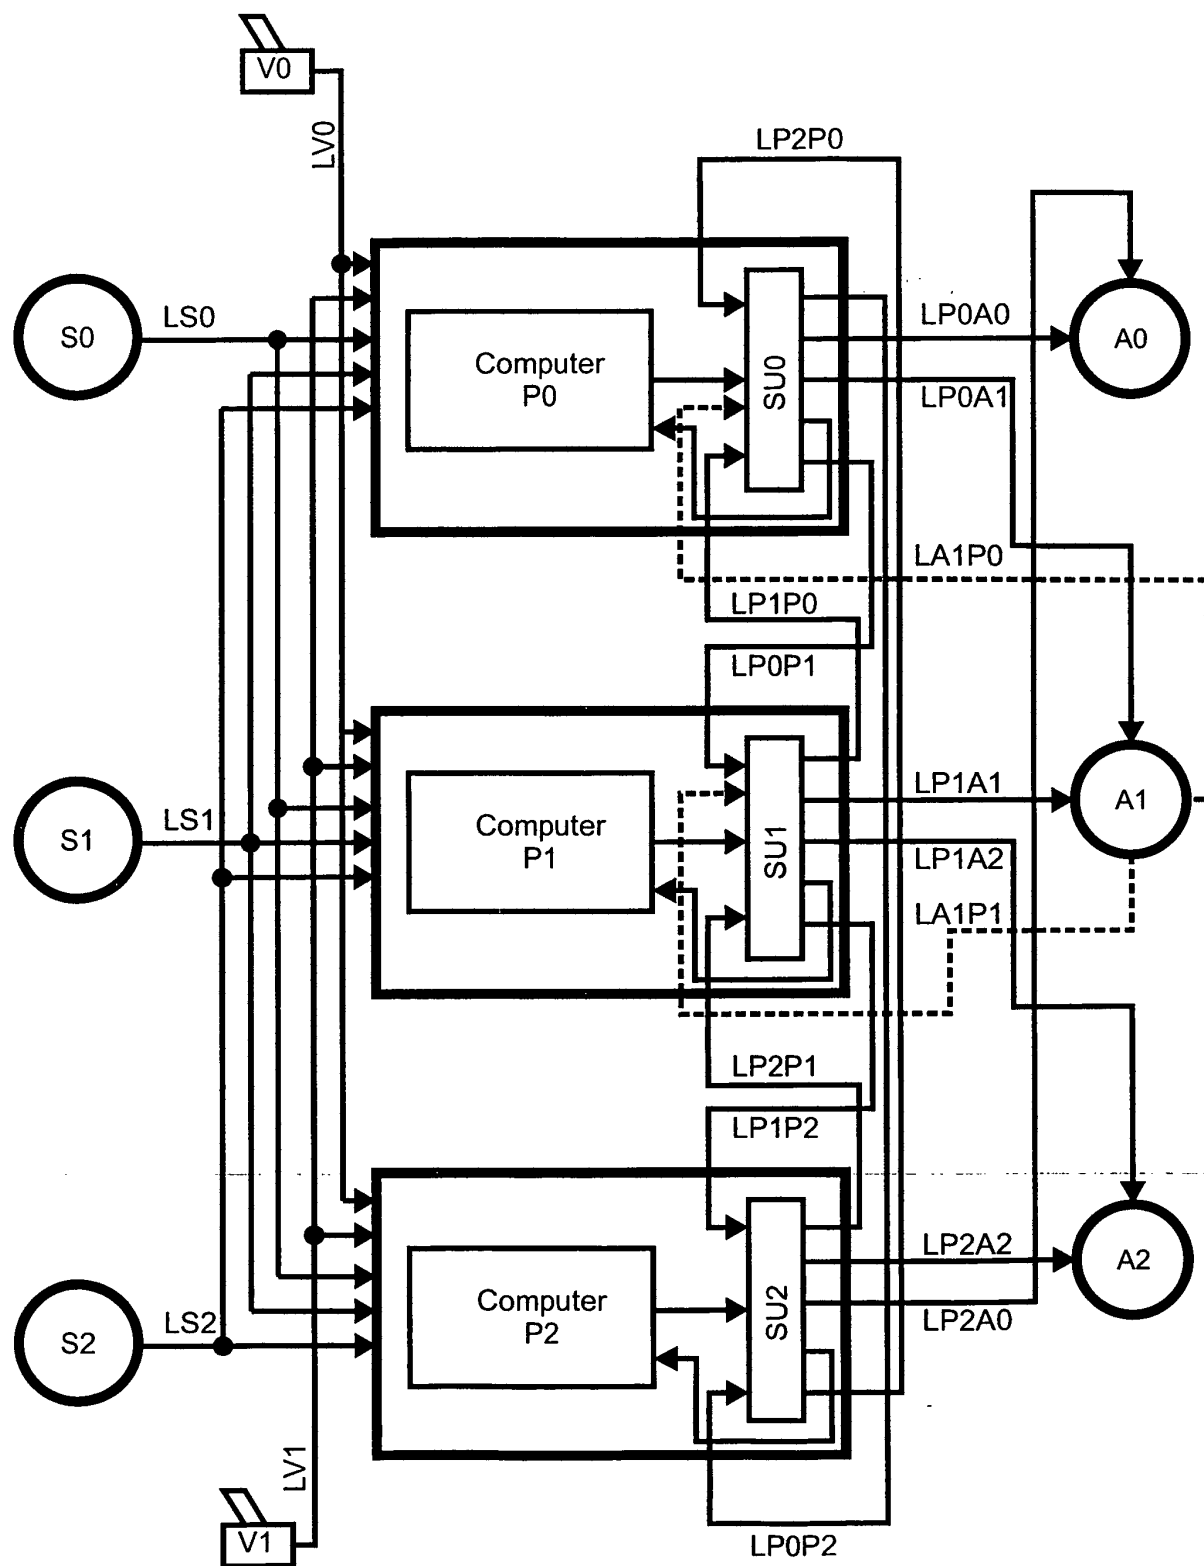 V0
LV0
LP2P0
S0
LS0
Computer
P0
SU0
LP0A0
A0
LP0A1
LA1P0
LP1P0
LP0P1
S1
LS1
Computer
P1
SU1
LP1A1
A1
LP1A2
LA1P1
LP2P1
LP1P2
S2
LS2
Computer
P2
SU2
LP2A2
A2
LP2A0
LV1
V1
LP0P2